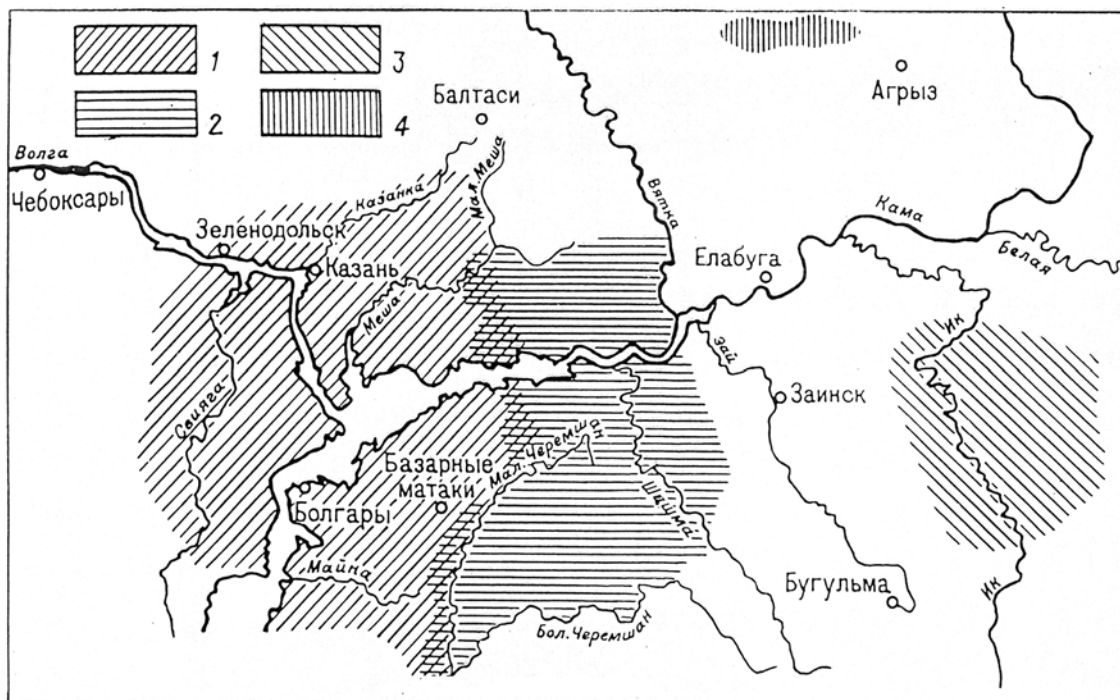 1
3
2
4
Балтаси
Агрыз
Волга
Чебоксары
Казанка
Мал. Меша
Вятка
Кама
Зеленодольск
Казань
Елабуга
Белая
Меша
Зай
Ик
Заинск
Свияга
Базарные
матаки
Мал. Черемшан
Болгары
Шешма
Майна
Бугульма
Ик
Бол. Черемшан